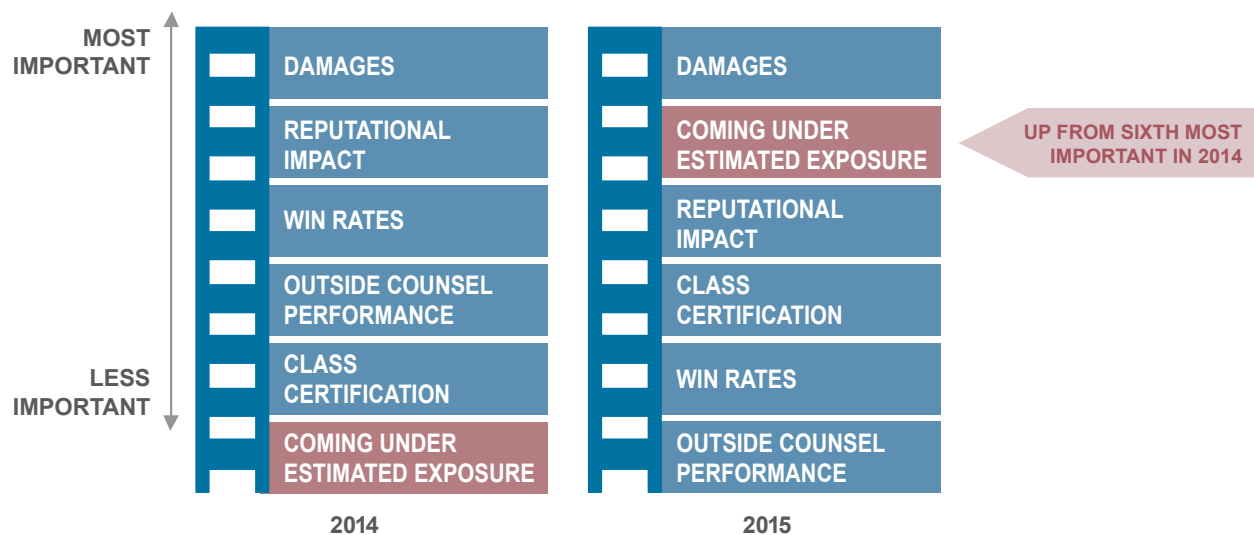 MOST
IMPORTANT
LESS
IMPORTANT
DAMAGES
REPUTATIONAL
IMPACT
WIN RATES
OUTSIDE COUNSEL
PERFORMANCE
CLASS
CERTIFICATION
COMING UNDER
ESTIMATED EXPOSURE
2014
DAMAGES
COMING UNDER
ESTIMATED EXPOSURE
REPUTATIONAL
IMPACT
CLASS
CERTIFICATION
WIN RATES
OUTSIDE COUNSEL
PERFORMANCE
2015
UP FROM SIXTH MOST
IMPORTANT IN 2014